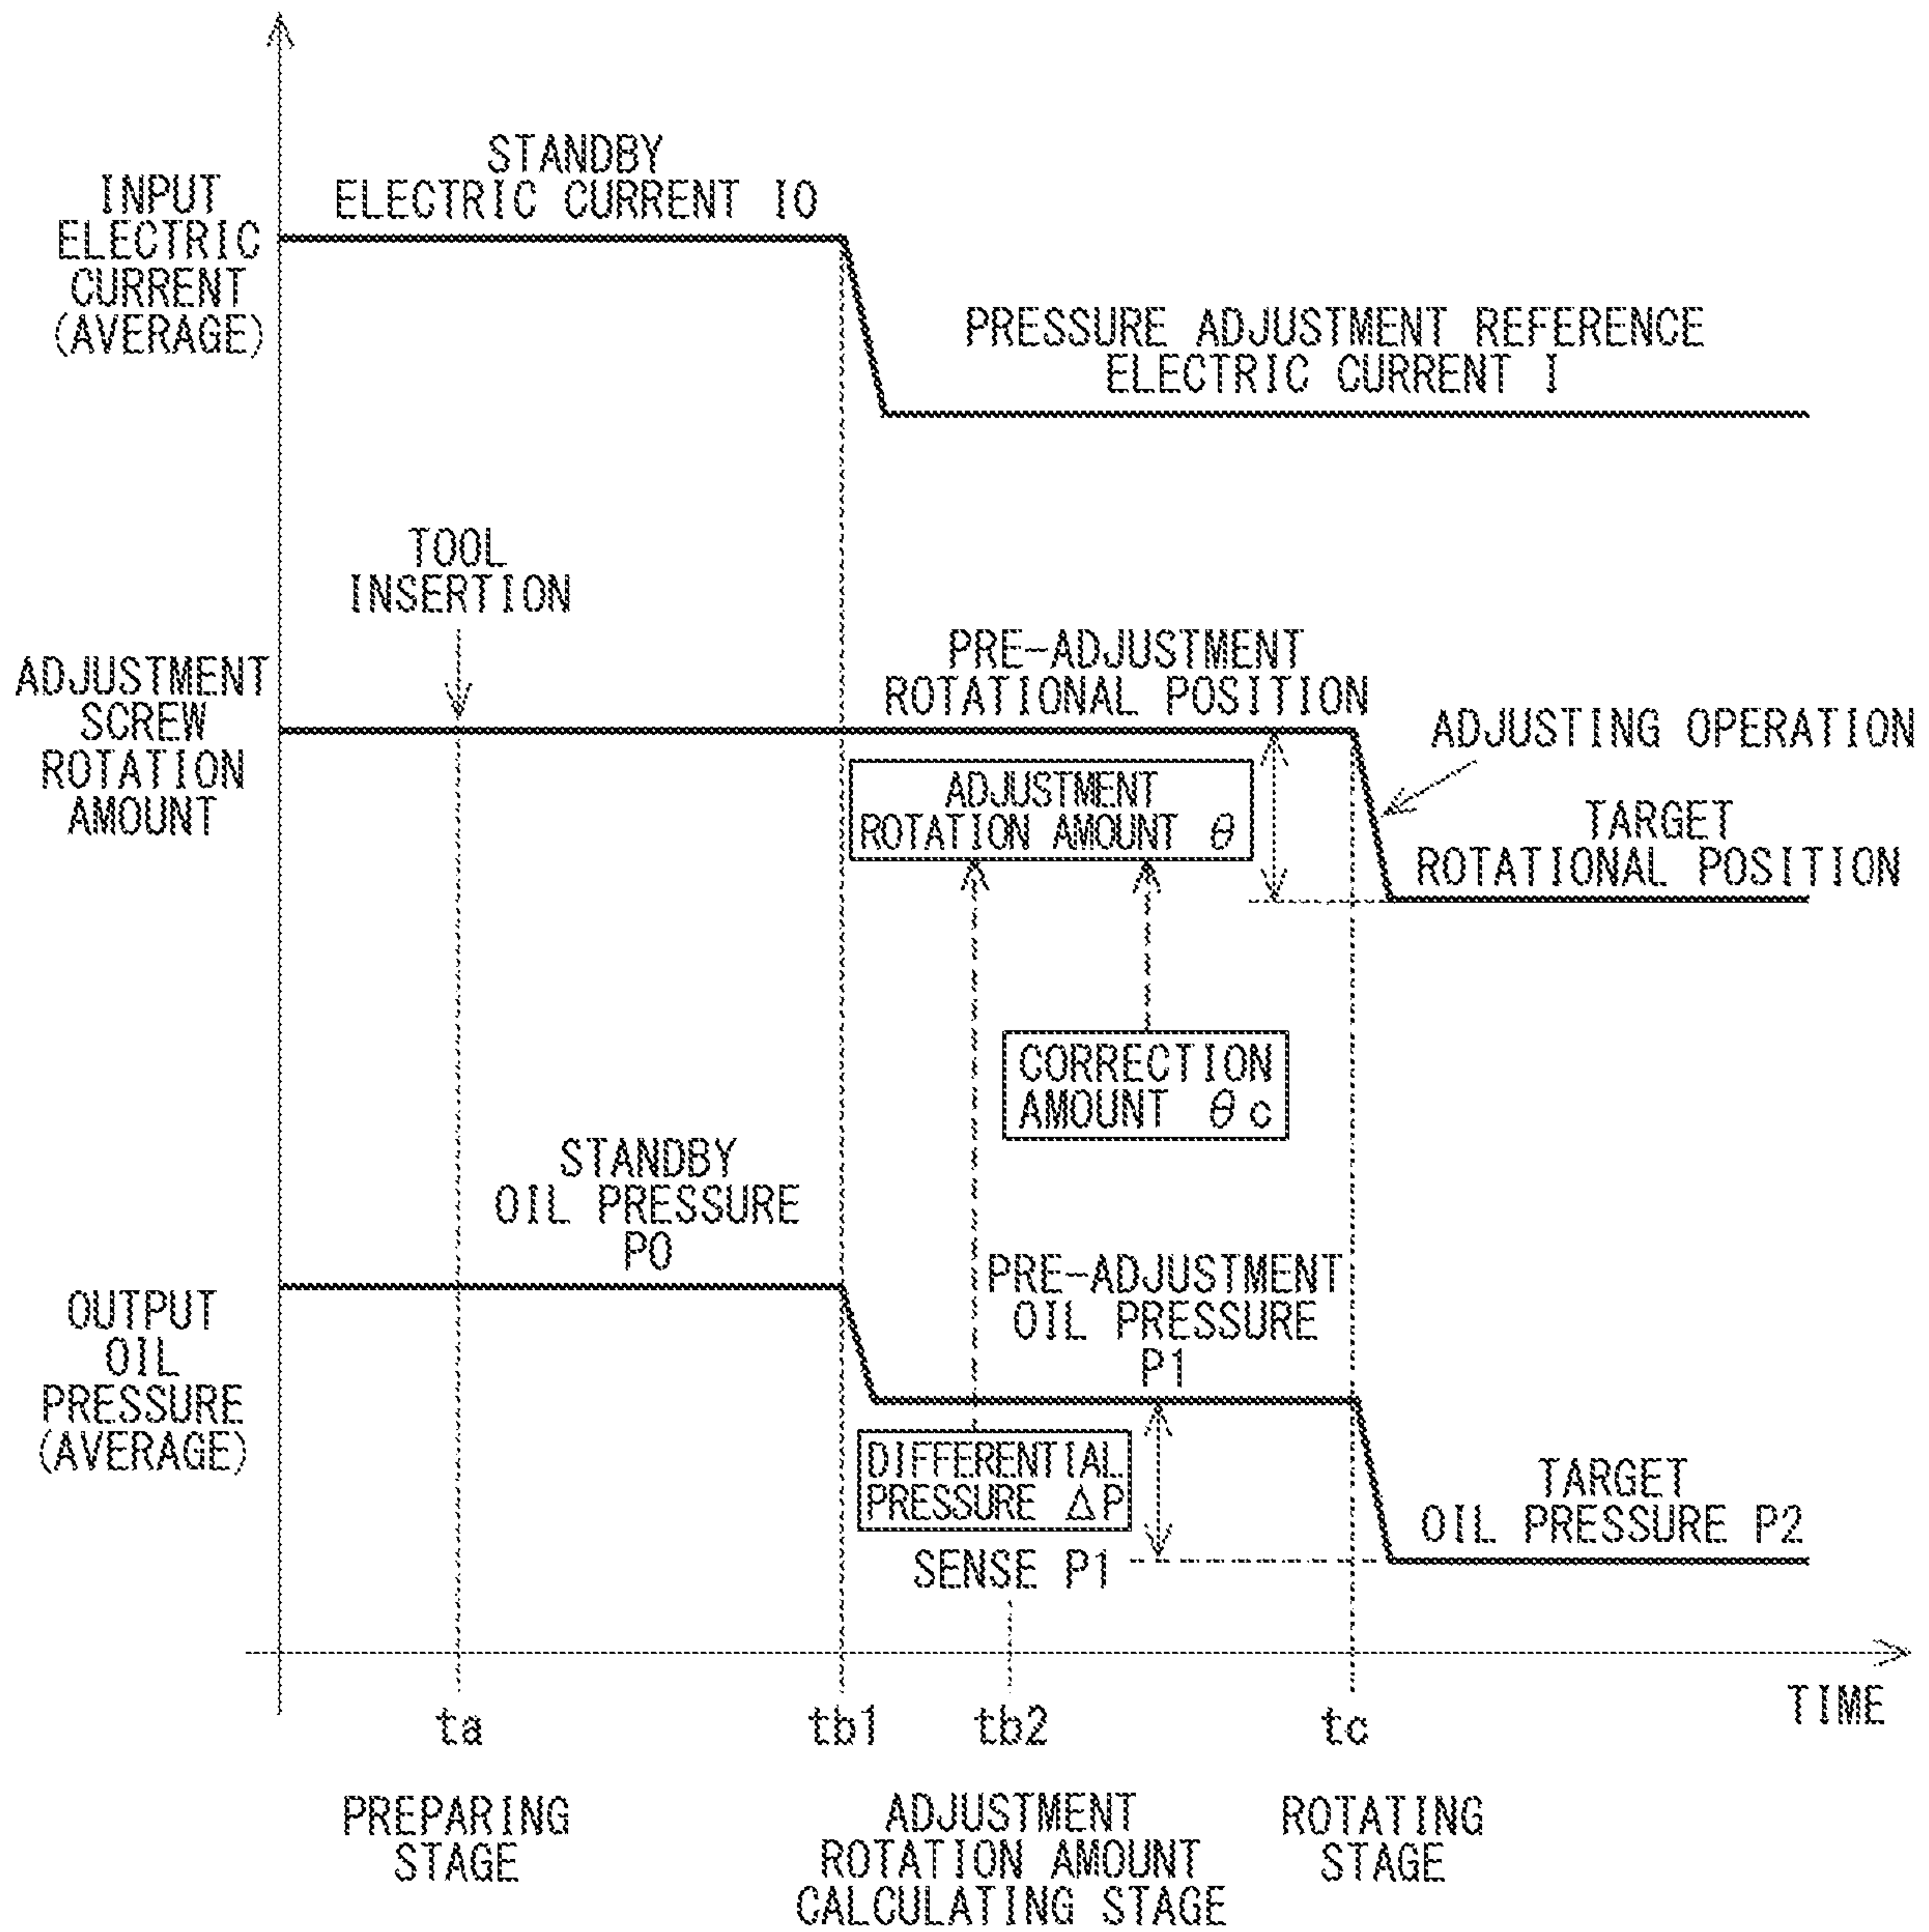 STANDBY
ELECTRIC CURRENT I0
INPUT
ELECTRIC
CURRENT
(AVERAGE)
PRESSURE ADJUSTMENT REFERENCE
ELECTRIC CURRENT I
TOOL
INSERTION
ADJUSTMENT
SCREW
ROTATION
AMOUNT
PRE-ADJUSTMENT
ROTATIONAL POSITION
ADJUSTING OPERATION
ADJUSTMENT
ROTATION AMOUNT θ
TARGET
ROTATIONAL POSITION
CORRECTION
AMOUNT θc
STANDBY
OIL PRESSURE
P0
OUTPUT
OIL
PRESSURE
(AVERAGE)
PRE-ADJUSTMENT
OIL PRESSURE
P1
DIFFERENTIAL
PRESSURE ΔP
SENSE P1
TARGET
OIL PRESSURE P2
TIME
ta
tb1
tb2
tc
PREPARING
STAGE
ADJUSTMENT
ROTATION AMOUNT
CALCULATING STAGE
ROTATING
STAGE